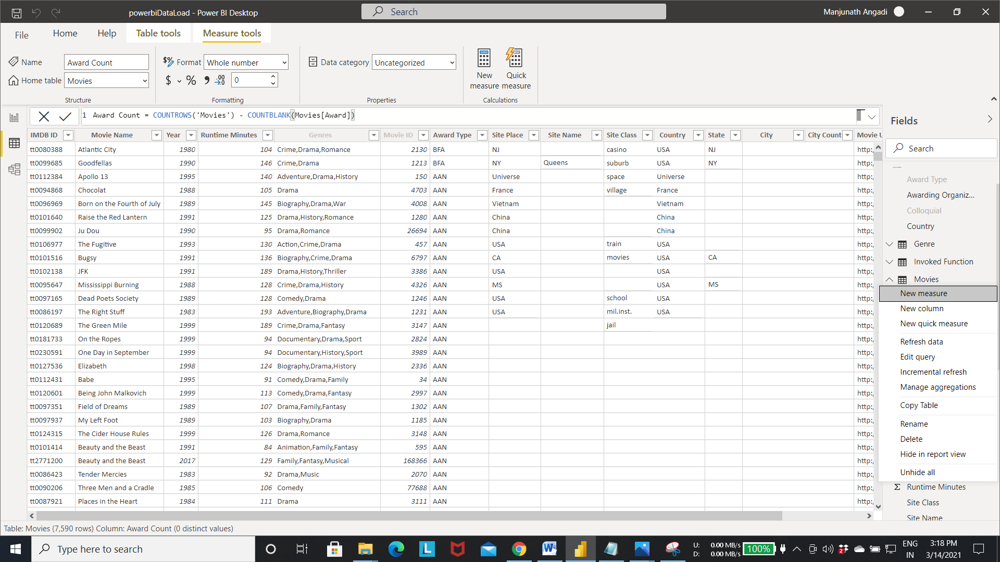 powerbiDataLoad - Power BI Desktop
Search
Manjunath Angadi
File Home Help Table tools Measure tools
Name Award Count
Home table Movies
Structure
Format Whole number
$ % 0
Formatting
Data category Uncategorized
Properties
New measure
Quick measure
Calculations
1 Award Count = COUNTROWS('Movies') - COUNTBLANK(Movies[Award])
IMDB ID Movie Name Year Runtime Minutes Genres Movie ID Award Type Site Place Site Name Site Class Country State City City Count Movie U
tt0080388 Atlantic City 1980 104 Crime,Drama,Romance 2130 BFA NJ casino USA NJ http:
tt0099685 Goodfellas 1990 146 Crime,Drama 1213 BFA NY Queens suburb USA NY http:
tt0112384 Apollo 13 1995 140 Adventure,Drama,History 150 AAN Universe space Universe http:
tt0094868 Chocolat 1988 105 Drama 4703 AAN France village France http:
tt0096969 Born on the Fourth of July 1989 145 Biography,Drama,War 4008 AAN Vietnam Vietnam http:
tt0101640 Raise the Red Lantern 1991 125 Drama,History,Romance 1280 AAN China China http:
tt0099902 Ju Dou 1990 95 Drama,Romance 26694 AAN China China http:
tt0106977 The Fugitive 1993 130 Action,Crime,Drama 457 AAN USA train USA http:
tt0101516 Bugsy 1991 136 Biography,Crime,Drama 6797 AAN CA movies USA CA http:
tt0102138 JFK 1991 189 Drama,History,Thriller 3386 AAN USA USA http:
tt0095647 Mississippi Burning 1988 128 Crime,Drama,History 4326 AAN MS USA MS http:
tt0097165 Dead Poets Society 1989 128 Comedy,Drama 1246 AAN USA school USA http:
tt0086197 The Right Stuff 1983 193 Adventure,Biography,Drama 1231 AAN USA mil.inst. USA http:
tt0120689 The Green Mile 1999 189 Crime,Drama,Fantasy 3147 AAN jail http:
tt0181733 On the Ropes 1999 94 Documentary,Drama,Sport 2824 AAN http:
tt0230591 One Day in September 1999 94 Documentary,History,Sport 3989 AAN http:
tt0127536 Elizabeth 1998 124 Biography,Drama,History 2336 AAN http:
tt0112431 Babe 1995 91 Comedy,Drama,Family 34 AAN http:
tt0120601 Being John Malkovich 1999 113 Comedy,Drama,Fantasy 2997 AAN http:
tt0097351 Field of Dreams 1989 107 Drama,Family,Fantasy 1302 AAN http:
tt0097937 My Left Foot 1989 103 Biography,Drama 1185 AAN http:
tt0124315 The Cider House Rules 1999 126 Drama,Romance 3148 AAN http:
tt0101414 Beauty and the Beast 1991 84 Animation,Family,Fantasy 595 AAN http:
tt2771200 Beauty and the Beast 2017 129 Family,Fantasy,Musical 168366 AAN http:
tt0086423 Tender Mercies 1983 92 Drama,Music 2070 AAN http:
tt0090206 Three Men and a Cradle 1985 106 Comedy 77688 AAN http:
tt0087921 Places in the Heart 1984 111 Drama 3111 AAN http:
Fields
Search
Award Type
Awarding Organiz...
Colloquial
Country
Genre
Invoked Function
Movies
New measure
New column
New quick measure
Refresh data
Edit query
Incremental refresh
Manage aggregations
Copy Table
Rename
Delete
Hide in report view
Unhide all
Σ Runtime Minutes
Site Class
Site Name
Table: Movies (7,590 rows) Column: Award Count (0 distinct values)
Type here to search
U: 0.00 MB/s
D: 0.00 MB/s
100%
2
ENG
IN
3:18 PM
3/14/2021